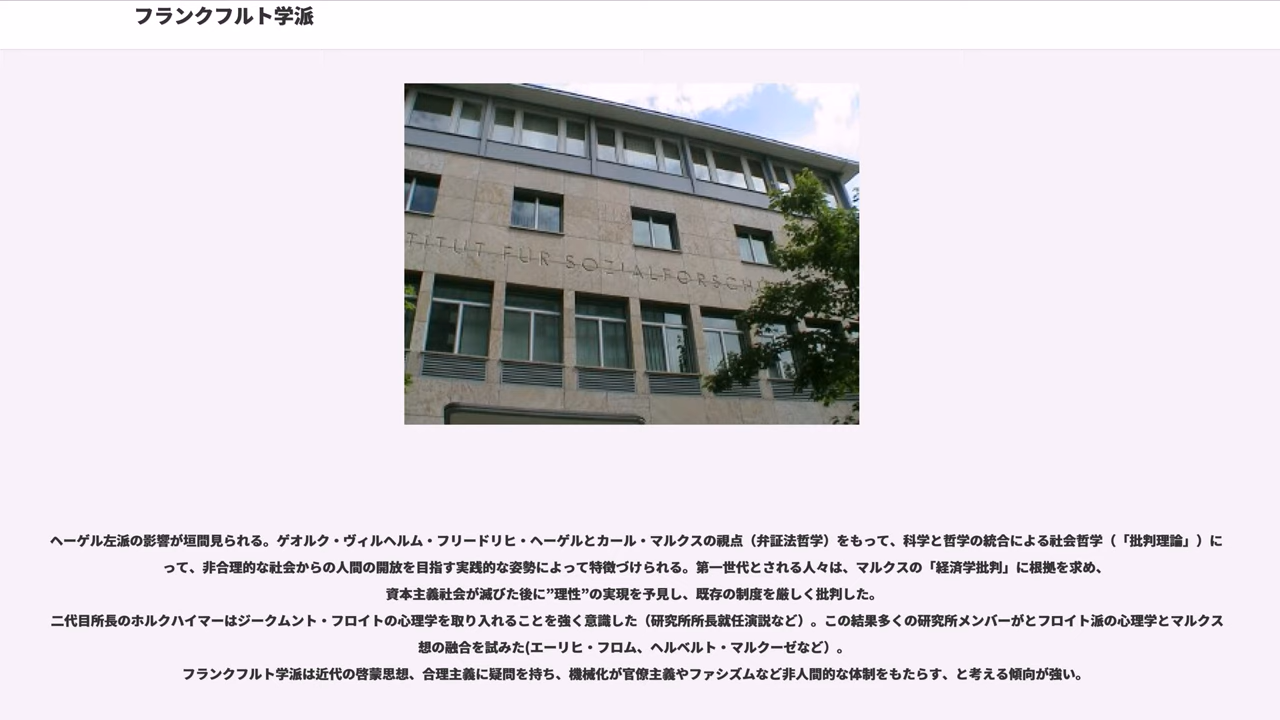 フランクフルト学派
TITUT FÜR SOZIALFORSCH
ヘーゲル左派の影響が垣間見られる。ゲオルク・ヴィルヘルム・フリードリヒ・ヘーゲルとカール・マルクスの視点（弁証法哲学）をもって、科学と哲学の統合による社会哲学（「批判理論」）に
って、非合理的な社会からの人間の開放を目指す実践的な姿勢によって特徴づけられる。第一世代とされる人々は、マルクスの「経済学批判」に根拠を求め、
資本主義社会が滅びた後に”理性”の実現を予見し、既存の制度を厳しく批判した。
二代目所長のホルクハイマーはジークムント・フロイトの心理学を取り入れることを強く意識した（研究所所長就任演説など）。この結果多くの研究所メンバーがとフロイト派の心理学とマルクス
想の融合を試みた(エーリヒ・フロム、ヘルベルト・マルクーゼなど）。
フランクフルト学派は近代の啓蒙思想、合理主義に疑問を持ち、機械化が官僚主義やファシズムなど非人間的な体制をもたらす、と考える傾向が強い。